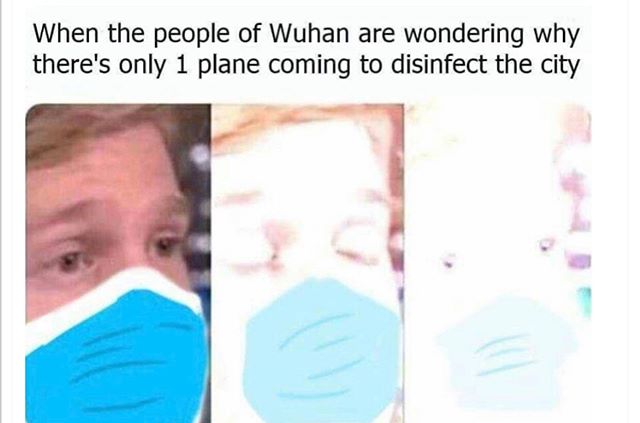 When the people of Wuhan are wondering why
there's only 1 plane coming to disinfect the city